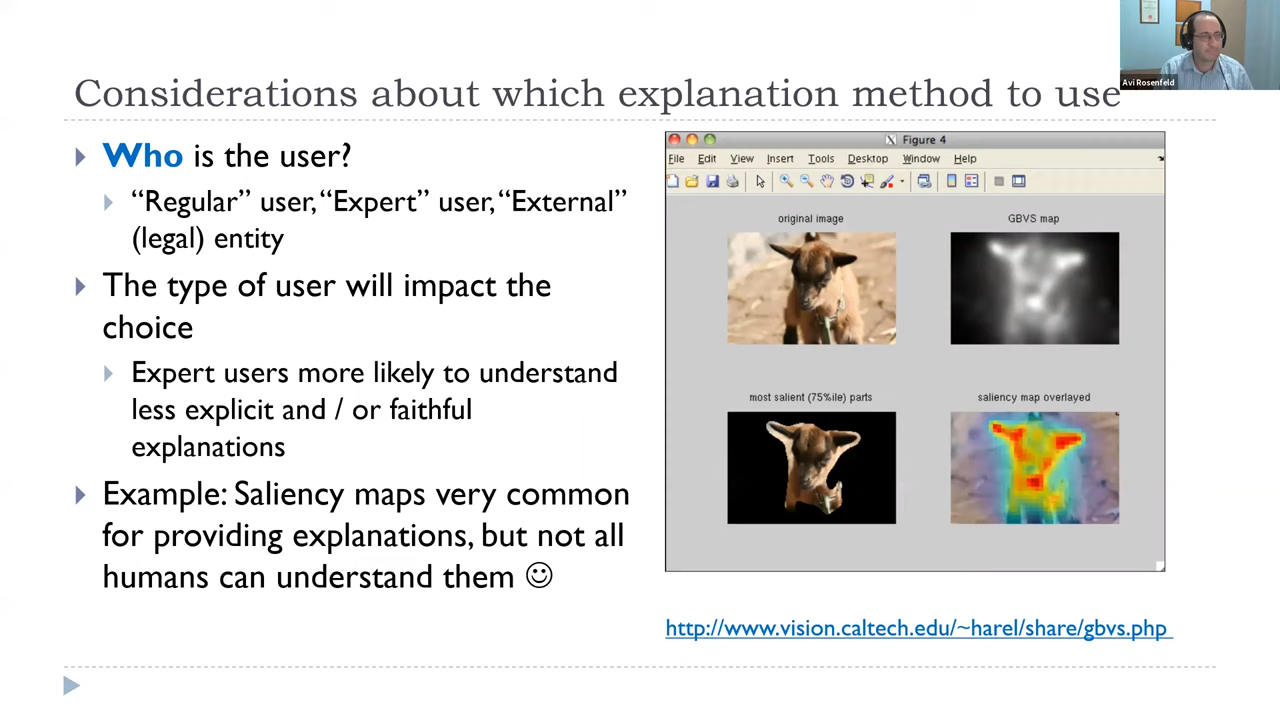 Avi Rosenfeld
Considerations about which explanation method to use
Who is the user?
“Regular” user, “Expert” user, “External”
(legal) entity
The type of user will impact the
choice
Expert users more likely to understand
less explicit and / or faithful
explanations
Example: Saliency maps very common
for providing explanations, but not all
humans can understand them ☺
Figure 4
File Edit View Insert Tools Desktop Window Help
original image
GBVS map
most salient (75%ile) parts
saliency map overlayed
http://www.vision.caltech.edu/~harel/share/gbvs.php